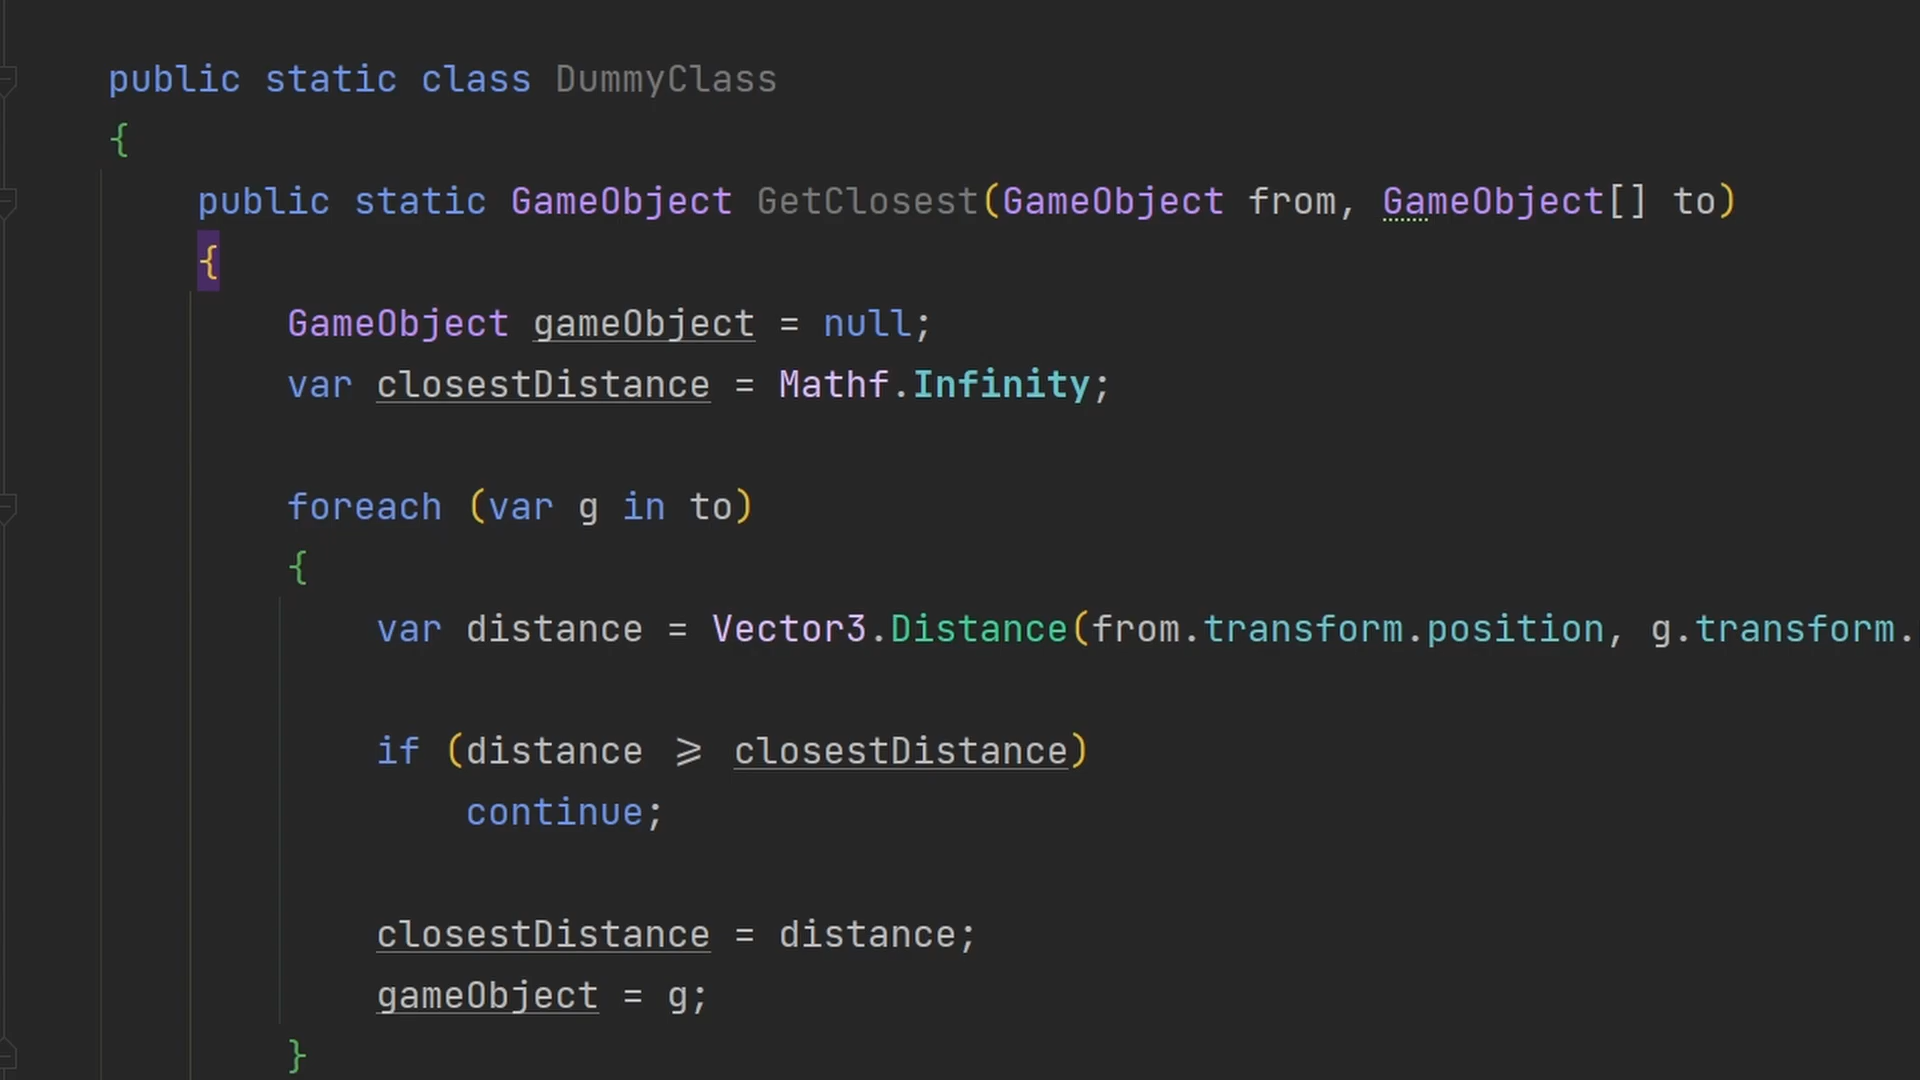 public static class DummyClass
{
public static GameObject GetClosest(GameObject from, GameObject[] to)
{
GameObject gameObject = null;
var closestDistance = Mathf.Infinity;
foreach (var g in to)
{
var distance = Vector3.Distance(from.transform.position, g.transform.
if (distance ⩾ closestDistance)
continue;
closestDistance = distance;
gameObject = g;
}